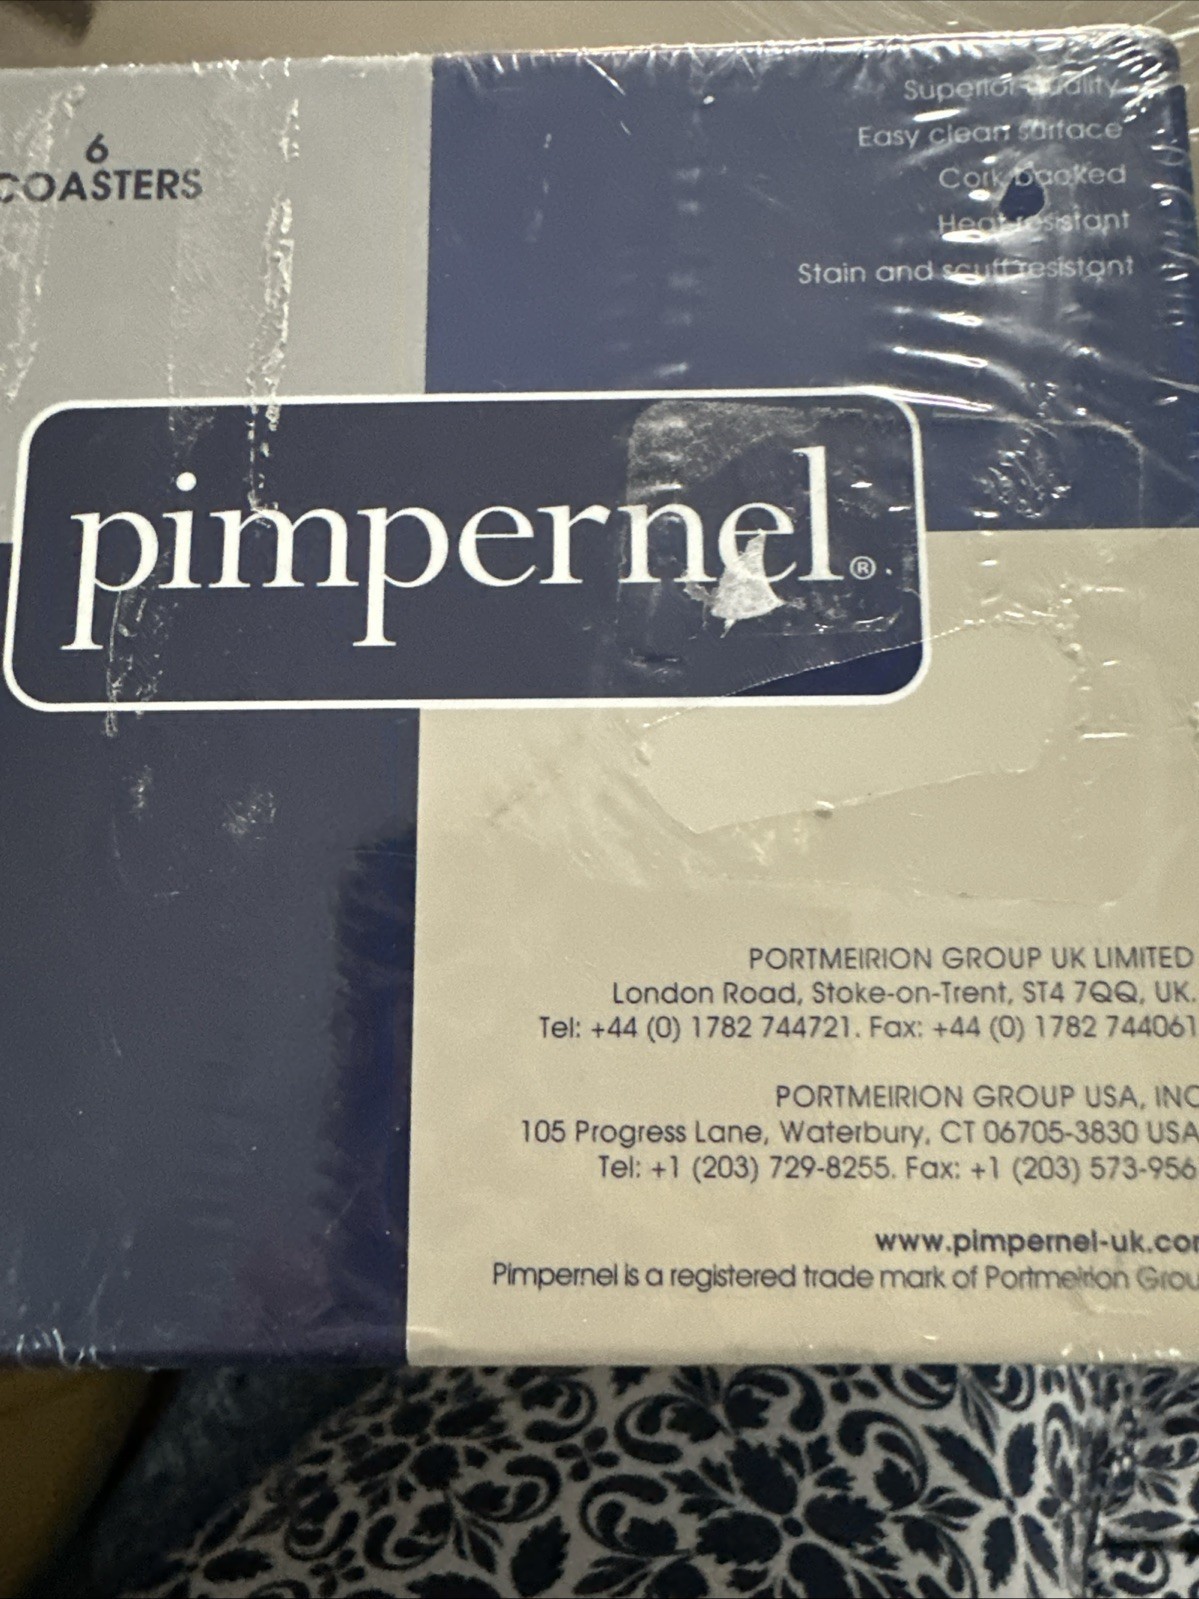 6
COASTERS
Superior quality
Easy clean surface
Cork backed
Heat resistant
Stain and scuff resistant
pimpernel®
PORTMEIRION GROUP UK LIMITED
London Road, Stoke-on-Trent, ST4 7QQ, UK.
Tel: +44 (0) 1782 744721. Fax: +44 (0) 1782 744061
PORTMEIRION GROUP USA, INC
105 Progress Lane, Waterbury, CT 06705-3830 USA
Tel: +1 (203) 729-8255. Fax: +1 (203) 573-956
www.pimpernel-uk.com
Pimpernel is a registered trade mark of Portmeirion Grou